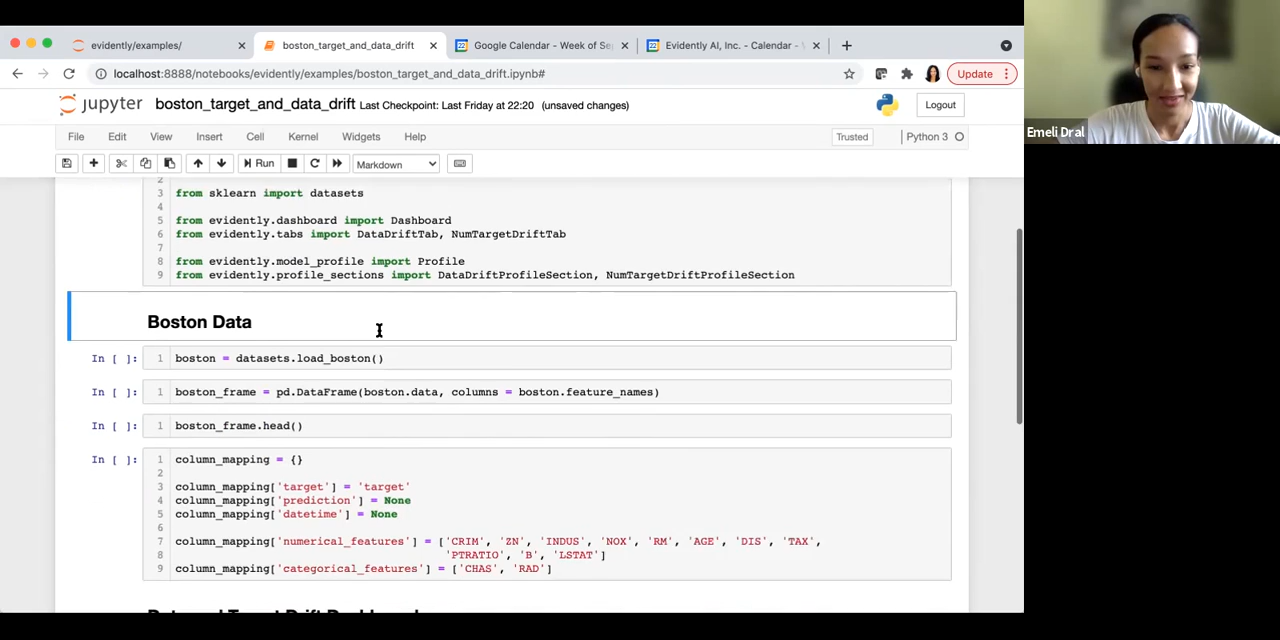 evidently/examples/
boston_target_and_data_drift
Google Calendar - Week of Se
Evidently AI, Inc. - Calendar -
localhost:8888/notebooks/evidently/examples/boston_target_and_data_drift.ipynb#
Update
jupyter boston_target_and_data_drift Last Checkpoint: Last Friday at 22:20 (unsaved changes)
Logout
File Edit View Insert Cell Kernel Widgets Help
Trusted
Python 3
Run
Markdown
Emeli Dral
2
3 from sklearn import datasets
4
5 from evidently.dashboard import Dashboard
6 from evidently.tabs import DataDriftTab, NumTargetDriftTab
7
8 from evidently.model_profile import Profile
9 from evidently.profile_sections import DataDriftProfileSection, NumTargetDriftProfileSection
Boston Data
In [ ]: 1 boston = datasets.load_boston()
In [ ]: 1 boston_frame = pd.DataFrame(boston.data, columns = boston.feature_names)
In [ ]: 1 boston_frame.head()
In [ ]: 1 column_mapping = {}
2
3 column_mapping['target'] = 'target'
4 column_mapping['prediction'] = None
5 column_mapping['datetime'] = None
6
7 column_mapping['numerical_features'] = ['CRIM', 'ZN', 'INDUS', 'NOX', 'RM', 'AGE', 'DIS', 'TAX',
8 'PTRATIO', 'B', 'LSTAT']
9 column_mapping['categorical_features'] = ['CHAS', 'RAD']